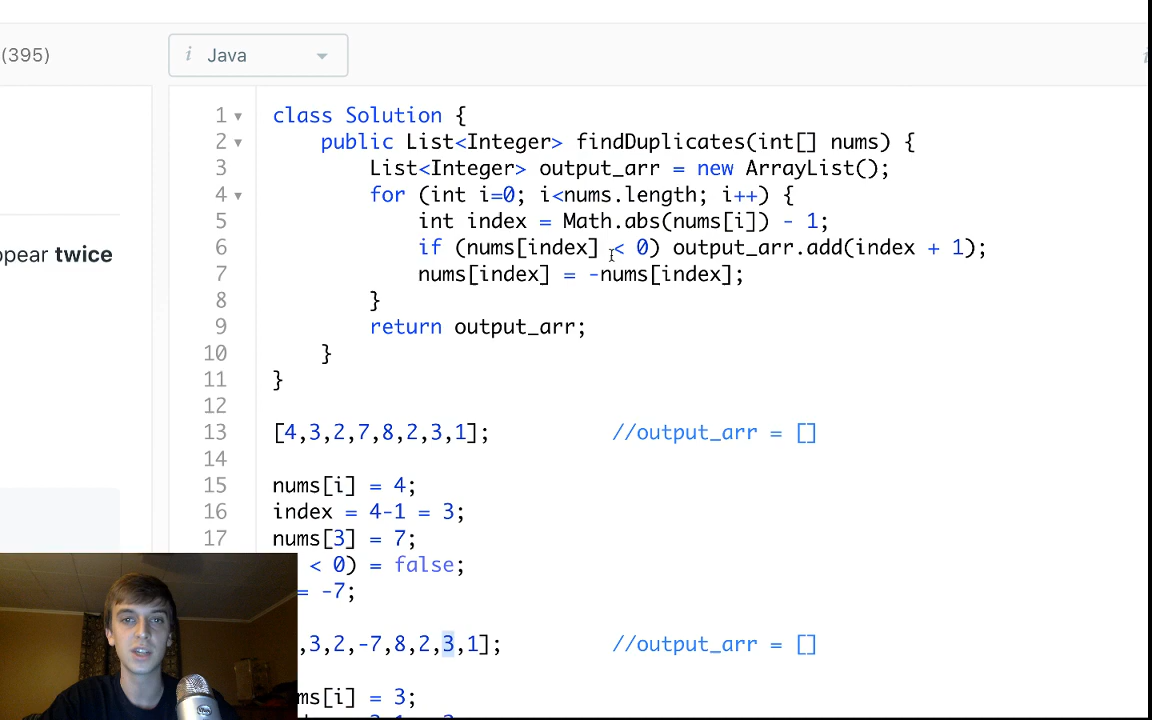 (395)
i Java
1 class Solution {
2 public List<Integer> findDuplicates(int[] nums) {
3 List<Integer> output_arr = new ArrayList();
4 for (int i=0; i<nums.length; i++) {
5 int index = Math.abs(nums[i]) - 1;
6 if (nums[index] < 0) output_arr.add(index + 1);
7 nums[index] = -nums[index];
8 }
9 return output_arr;
10 }
11 }
12
13 [4,3,2,7,8,2,3,1]; //output_arr = []
14
15 nums[i] = 4;
16 index = 4-1 = 3;
17 nums[3] = 7;
< 0) = false;
= -7;
,3,2,-7,8,2,3,1]; //output_arr = []
ms[i] = 3;
ppear twice